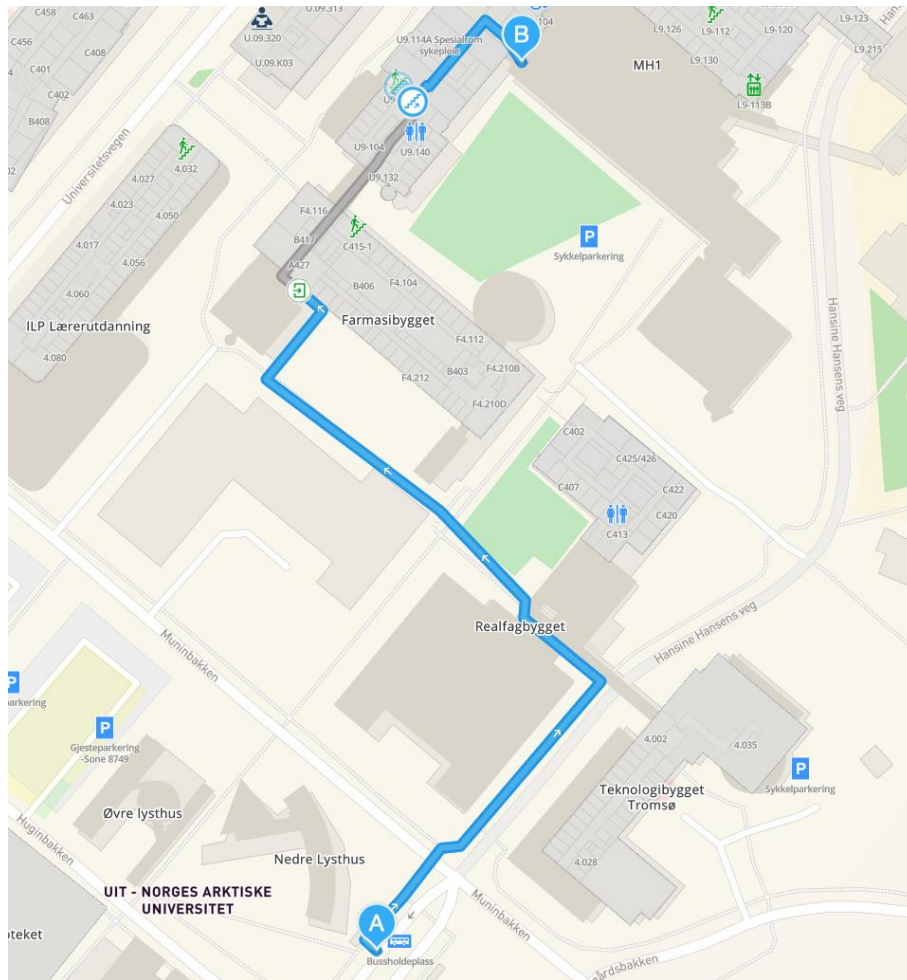 C458
C463
C456
C446
C408
C401
C402
B408
U.09.313
U.09.320
U.09.K03
U9.114A Spesialrom
sykepleie
104
B
MH1
L9-126
L9-112
L9-120
L9-130
L9-123
L9-215
L9-113B
Universitetsvegen
4.032
4.027
4.023
4.050
4.017
4.056
4.060
4.080
ILP Lærerutdanning
U9-104
U9.140
U9.132
F4.116
B417
C415-1
A427
B406
F4.104
Farmasibygget
F4.112
B403
F4.210B
F4.212
F4.210D
P
Sykkelparkering
Hansine Hansens veg
C402
C425/426
C407
C422
C420
C413
Realfagbygget
Hansine Hansens veg
Muninbakken
P
parkering
P
Gjesteparkering
-Sone 8749
4.002
4.035
P
Sykkelparkering
Teknologibygget
Tromsø
4.028
Øvre lysthus
Huginbakken
Nedre Lysthus
UIT - NORGES ARKTISKE
UNIVERSITET
A
Muninbakken
Bussholdeplass
oteket
årdsbakken